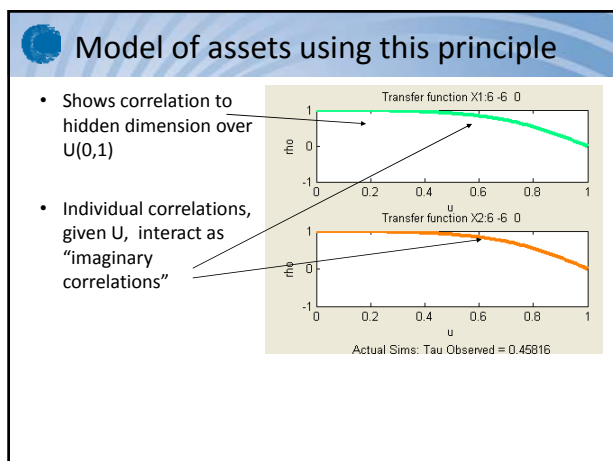 Model of assets using this principle
• Shows correlation to
hidden dimension over
U(0,1)
• Individual correlations,
given U, interact as
“imaginary
correlations”
Transfer function X1:6 -6 0
1
0
-1
rho
0 0.2 0.4 0.6 0.8 1
u
Transfer function X2:6 -6 0
1
0
-1
rho
0 0.2 0.4 0.6 0.8 1
u
Actual Sims: Tau Observed = 0.45816